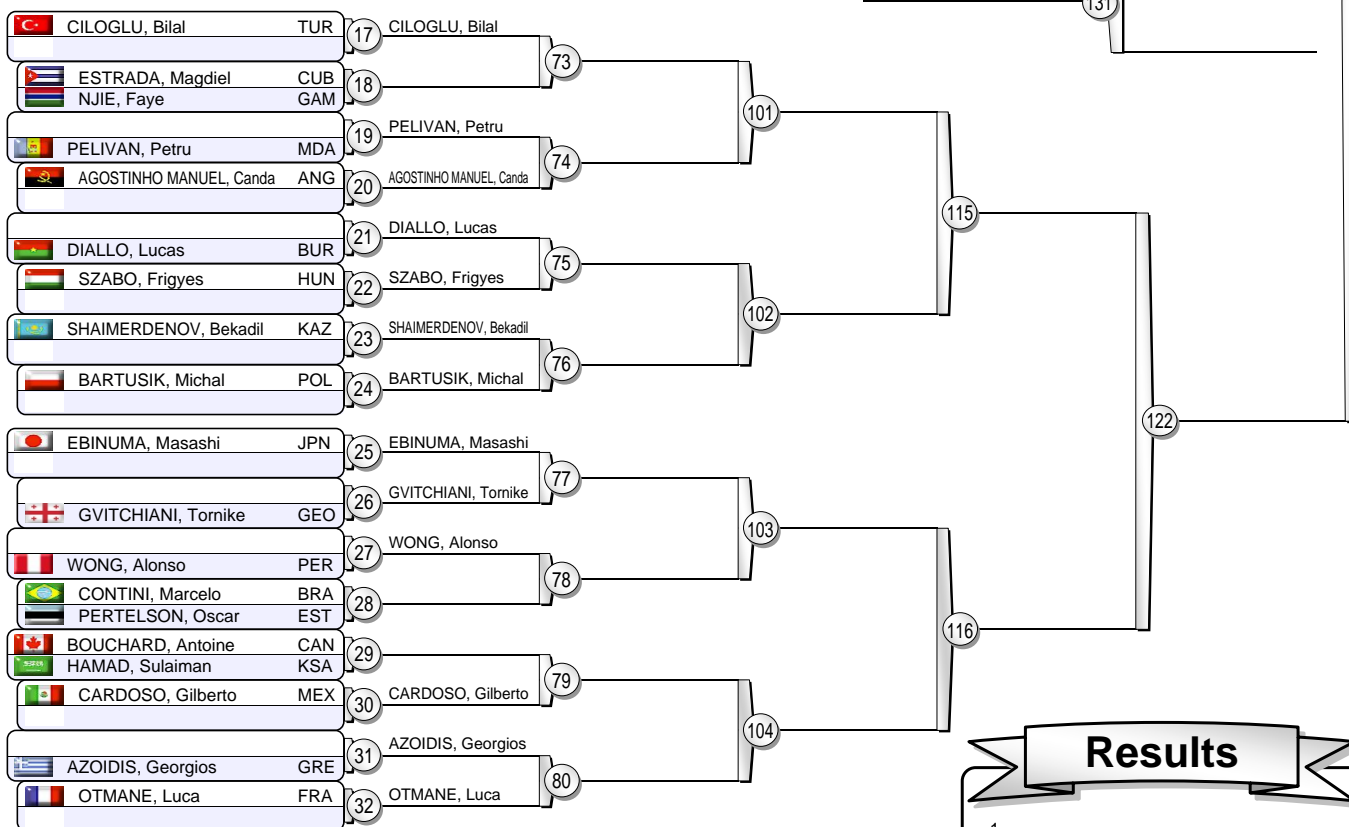 131
CILOGLU, Bilal TUR 17 CILOGLU, Bilal
73
ESTRADA, Magdiel CUB 18
NJIE, Faye GAM
101
19 PELIVAN, Petru
PELIVAN, Petru MDA
74
AGOSTINHO MANUEL, Canda ANG 20 AGOSTINHO MANUEL, Canda
115
21 DIALLO, Lucas
DIALLO, Lucas BUR
75
SZABO, Frigyes HUN 22 SZABO, Frigyes
102
SHAIMERDENOV, Bekadil KAZ 23 SHAIMERDENOV, Bekadil
76
BARTUSIK, Michal POL 24 BARTUSIK, Michal
122
EBINUMA, Masashi JPN 25 EBINUMA, Masashi
77
26 GVITCHIANI, Tornike
GVITCHIANI, Tornike GEO
103
27 WONG, Alonso
WONG, Alonso PER
78
CONTINI, Marcelo BRA 28
PERTELSON, Oscar EST
116
BOUCHARD, Antoine CAN 29
HAMAD, Sulaiman KSA
79
CARDOSO, Gilberto MEX 30 CARDOSO, Gilberto
104
31 AZOIDIS, Georgios
AZOIDIS, Georgios GRE
80
OTMANE, Luca FRA 32 OTMANE, Luca
Results